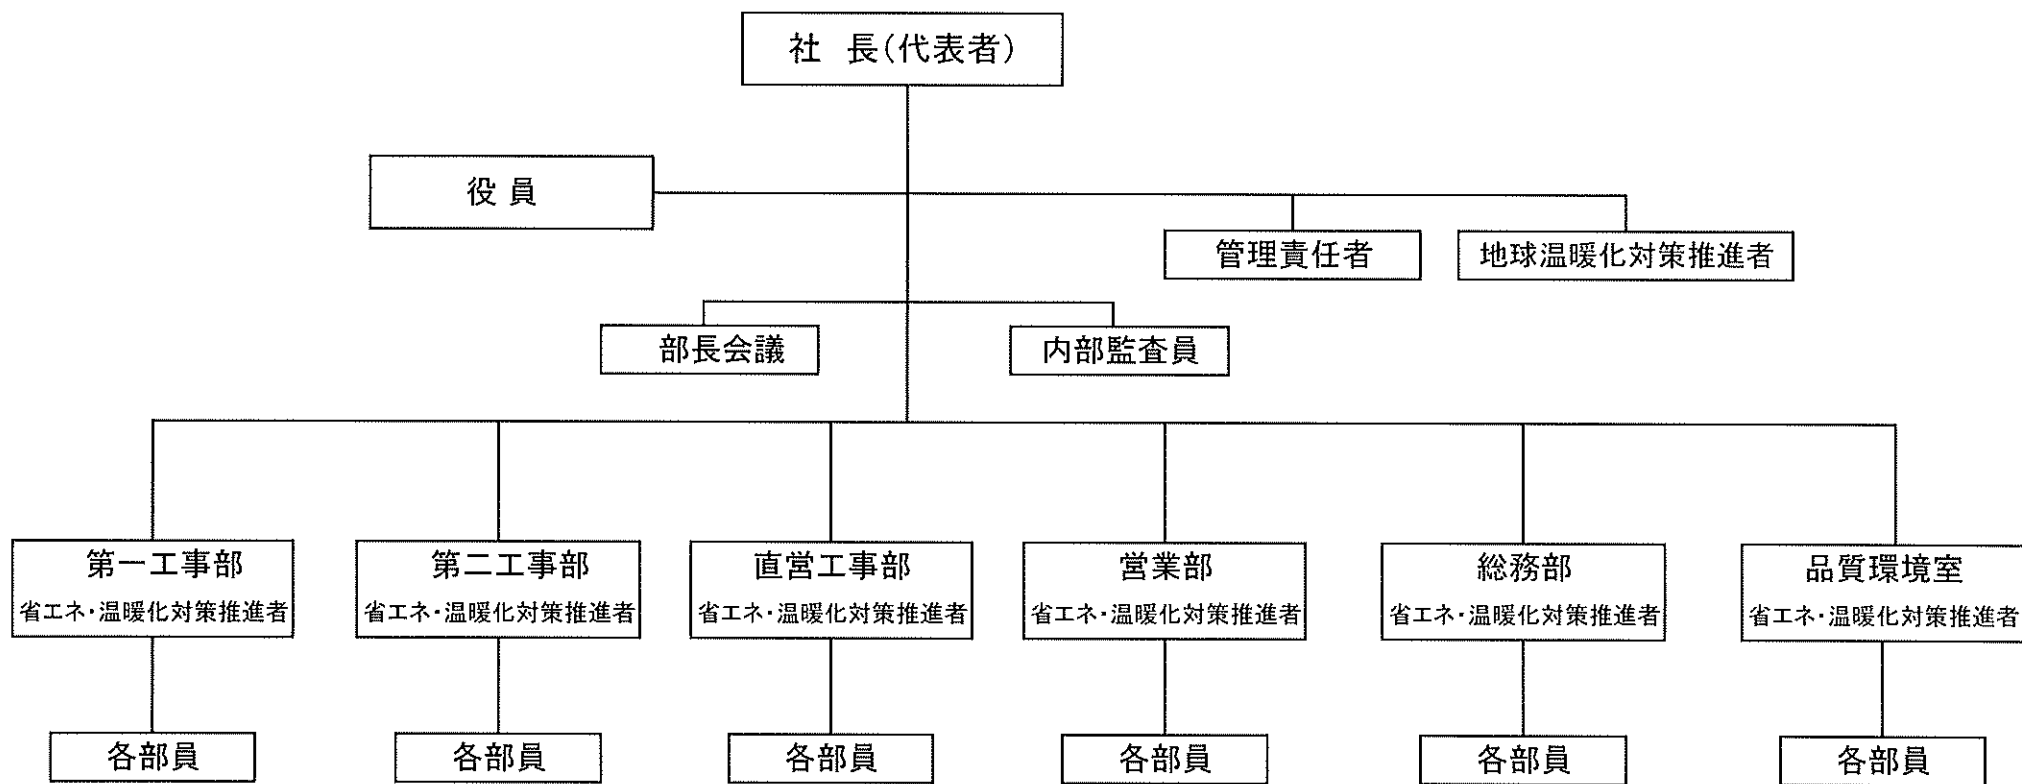 社 長(代表者)
役 員
管理責任者
地球温暖化対策推進者
部長会議
内部監査員
第一工事部
省エネ・温暖化対策推進者
第二工事部
省エネ・温暖化対策推進者
直営工事部
省エネ・温暖化対策推進者
営業部
省エネ・温暖化対策推進者
総務部
省エネ・温暖化対策推進者
品質環境室
省エネ・温暖化対策推進者
各部員
各部員
各部員
各部員
各部員
各部員